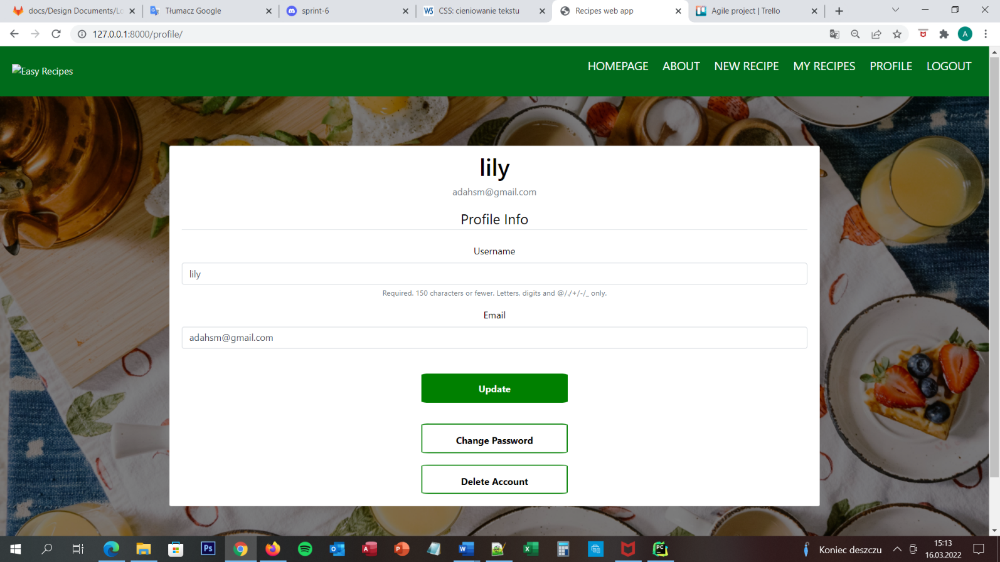 docs/Design Documents/Lo
Tłumacz Google
sprint-6
CSS: cieniowanie tekstu
Recipes web app
Agile project | Trello
127.0.0.1:8000/profile/
A
Easy Recipes
HOMEPAGE ABOUT NEW RECIPE MY RECIPES PROFILE LOGOUT
lily
adahsm@gmail.com
Profile Info
Username
lily
Required. 150 characters or fewer. Letters, digits and @/./+/-/_ only.
Email
adahsm@gmail.com
Update
Change Password
Delete Account
Koniec deszczu
15:13
16.03.2022